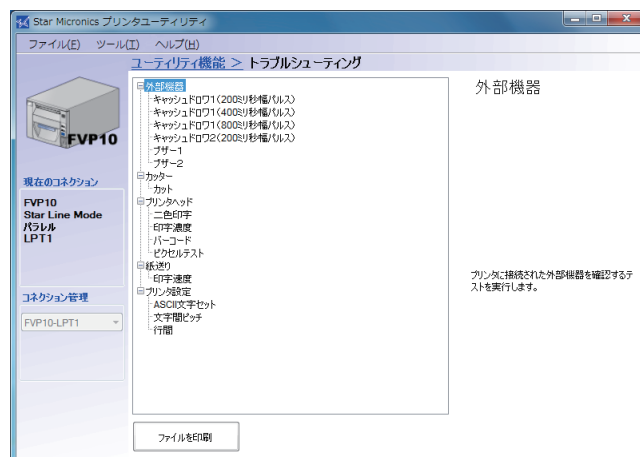 Star Micronics プリンタユーティリティ
ファイル(F) ツール(T) ヘルプ(H)
ユーティリティ機能 > トラブルシューティング
FVP10
現在のコネクション
FVP10
Star Line Mode
パラレル
LPT1
コネクション管理
FVP10-LPT1
外部機器
キャッシュドロワ1(200ミリ秒幅パルス)
キャッシュドロワ1(400ミリ秒幅パルス)
キャッシュドロワ1(800ミリ秒幅パルス)
キャッシュドロワ2(200ミリ秒幅パルス)
ブザー1
ブザー2
カッター
カット
プリンタヘッド
二色印字
印字濃度
バーコード
ピクセルテスト
紙送り
印字速度
プリンタ設定
ASCII文字セット
文字間ピッチ
行間
ファイルを印刷
外部機器
プリンタに接続された外部機器を確認するテ
ストを実行します。